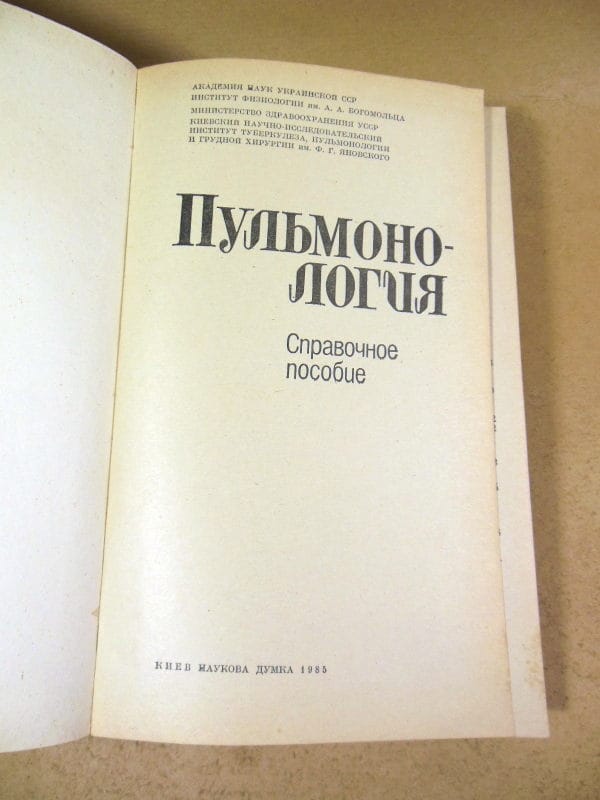 АКАДЕМИЯ НАУК УКРАИНСКОЙ ССР
ИНСТИТУТ ФИЗИОЛОГИИ им. А. А. БОГОМОЛЬЦА
МИНИСТЕРСТВО ЗДРАВООХРАНЕНИЯ УССР
КИЕВСКИЙ НАУЧНО-ИССЛЕДОВАТЕЛЬСКИЙ
ИНСТИТУТ ТУБЕРКУЛЕЗА, ПУЛЬМОНОЛОГИИ
И ГРУДНОЙ ХИРУРГИИ им. Ф. Г. ЯНОВСКОГО
ПУЛЬМОНО-
ЛОГИЯ
Справочное
пособие
КИЕВ НАУКОВА ДУМКА 1985